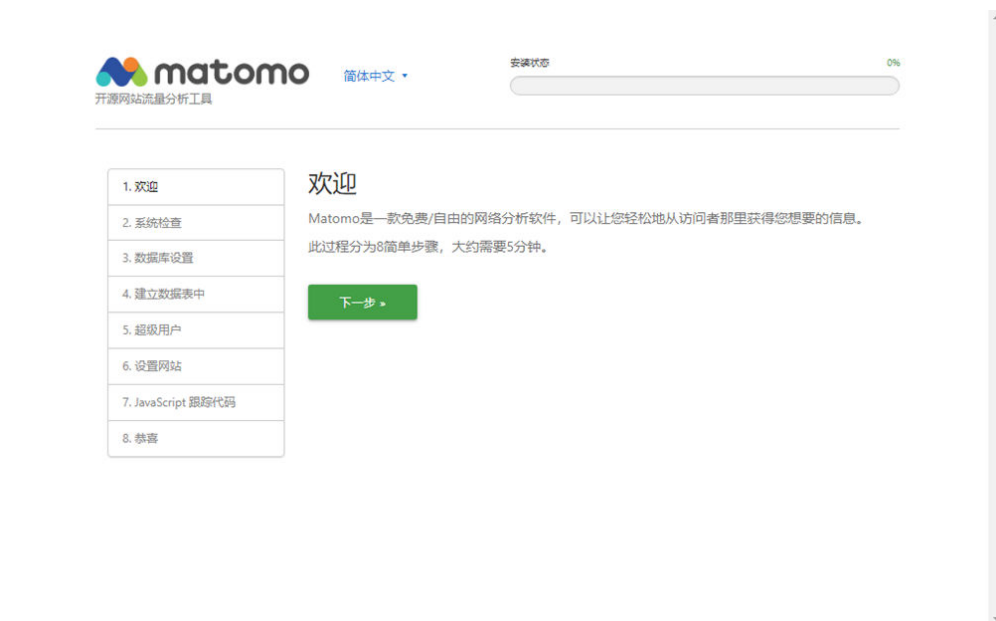 matomo
开源网站流量分析工具
简体中文
安装状态
0%
1. 欢迎
2. 系统检查
3. 数据库设置
4. 建立数据表中
5. 超级用户
6. 设置网站
7. JavaScript 跟踪代码
8. 恭喜
欢迎
Matomo是一款免费/自由的网络分析软件，可以让您轻松地从访问者那里获得您想要的信息。
此过程分为8简单步骤，大约需要5分钟。
下一步 »